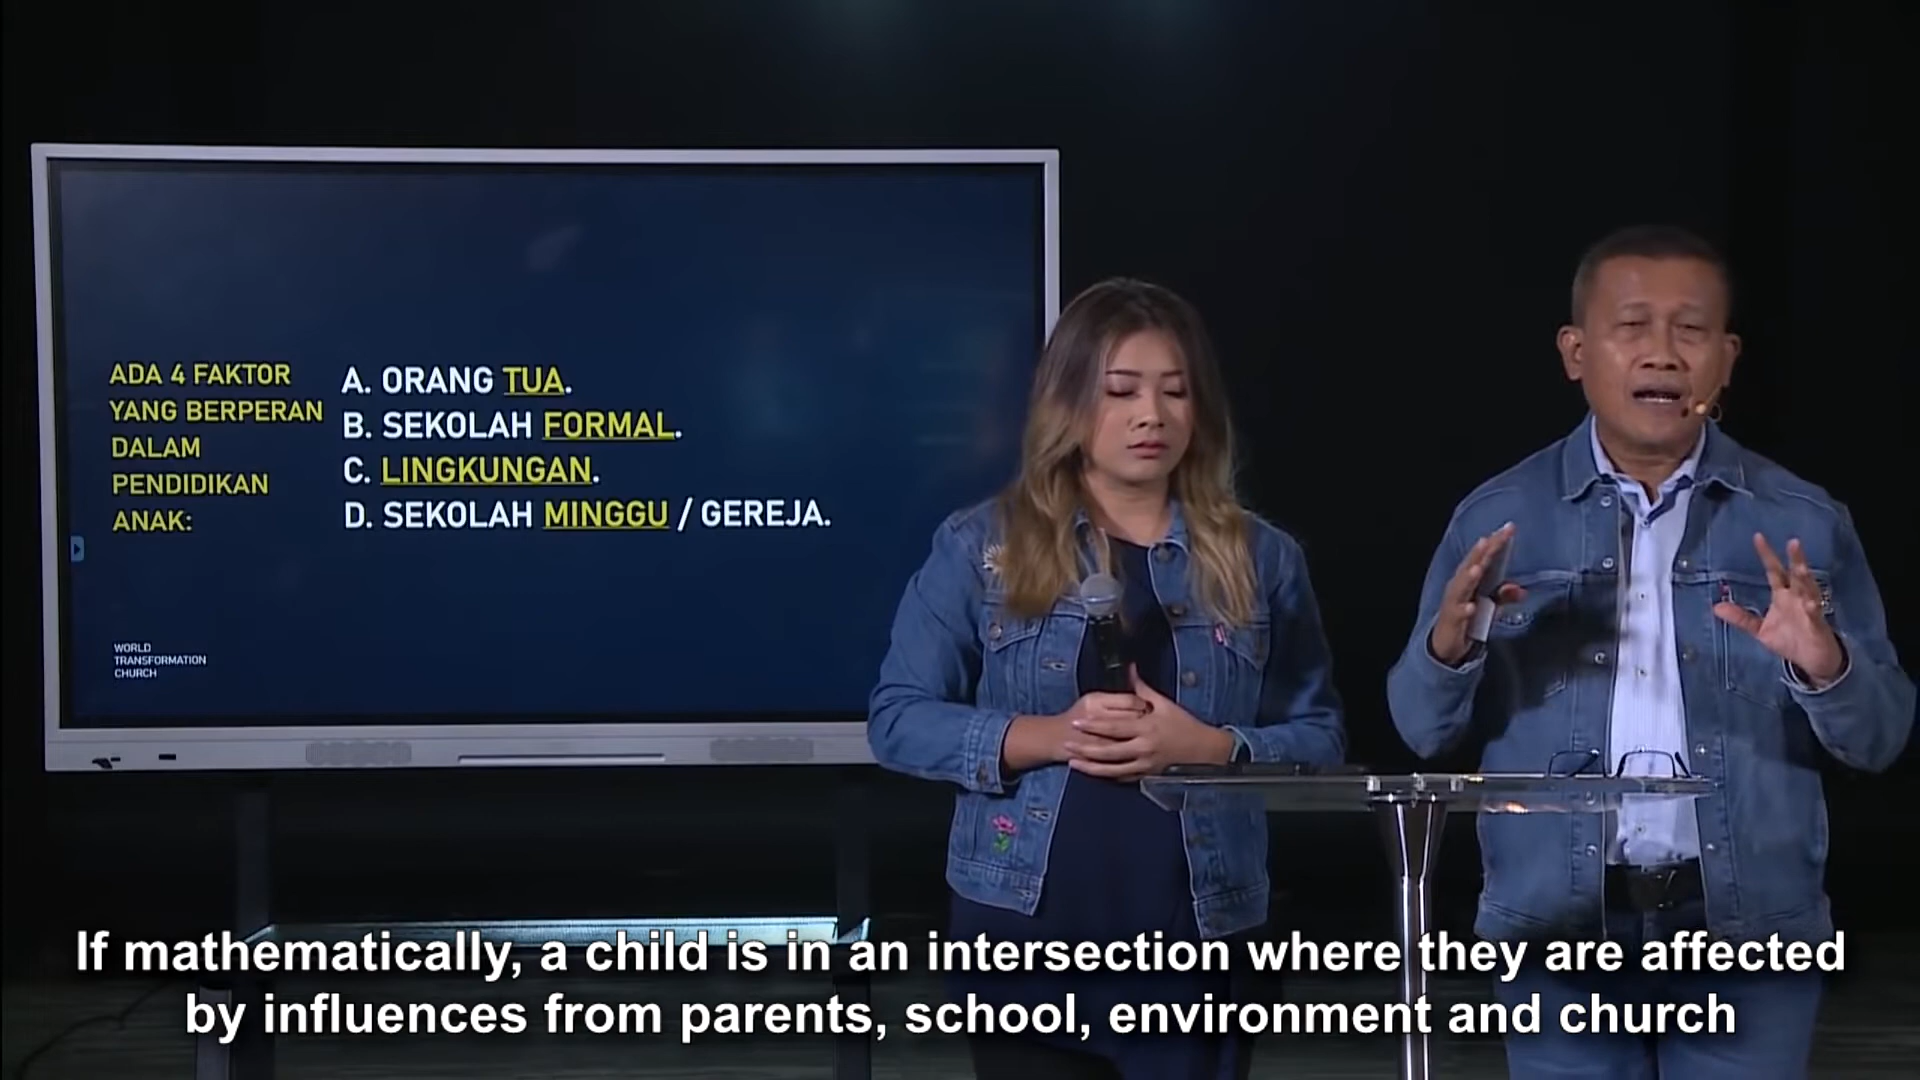 ADA 4 FAKTOR
YANG BERPERAN
DALAM
PENDIDIKAN
ANAK:
A. ORANG TUA.
B. SEKOLAH FORMAL.
C. LINGKUNGAN.
D. SEKOLAH MINGGU / GEREJA.
WORLD
TRANSFORMATION
CHURCH
If mathematically, a child is in an intersection where they are affected
by influences from parents, school, environment and church